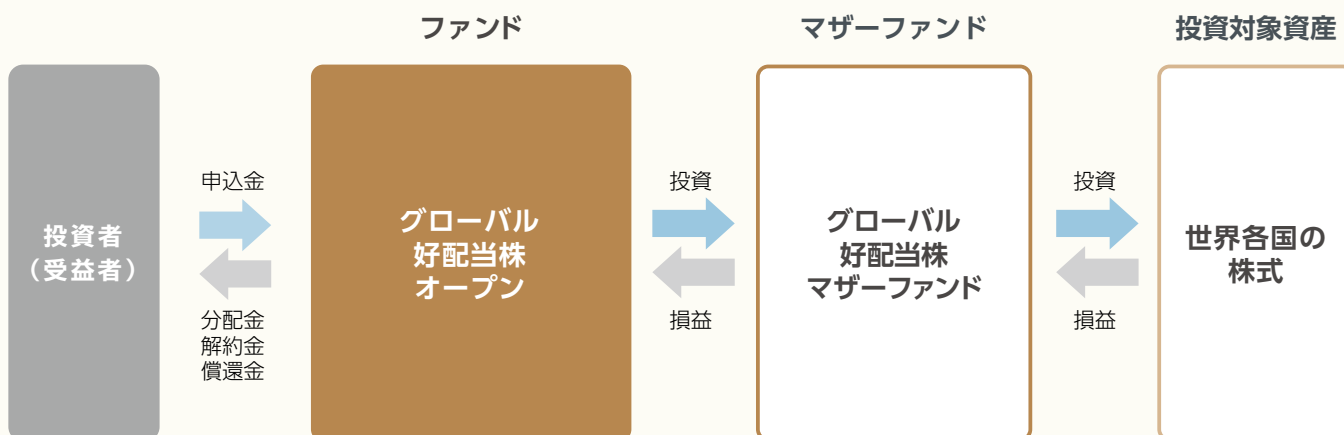 ファンド
マザーファンド
投資対象資産
投資者
（受益者）
申込金
分配金
解約金
償還金
グローバル
好配当株
オープン
投資
損益
グローバル
好配当株
マザーファンド
投資
損益
世界各国の
株式